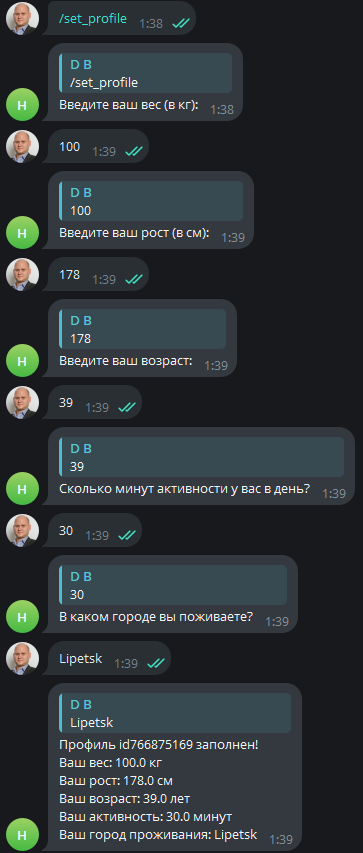 /set_profile 1:38
D B
/set_profile
Н Введите ваш вес (в кг): 1:38
100 1:39
D B
100
Н Введите ваш рост (в см): 1:39
178 1:39
D B
178
Н Введите ваш возраст: 1:39
39 1:39
D B
39
Н Сколько минут активности у вас в день? 1:39
30 1:39
D B
30
Н В каком городе вы поживаете? 1:39
Lipetsk 1:39
D B
Lipetsk
Профиль id766875169 заполнен!
Ваш вес: 100.0 кг
Ваш рост: 178.0 см
Ваш возраст: 39.0 лет
Ваш активность: 30.0 минут
Н Ваш город проживания: Lipetsk 1:39